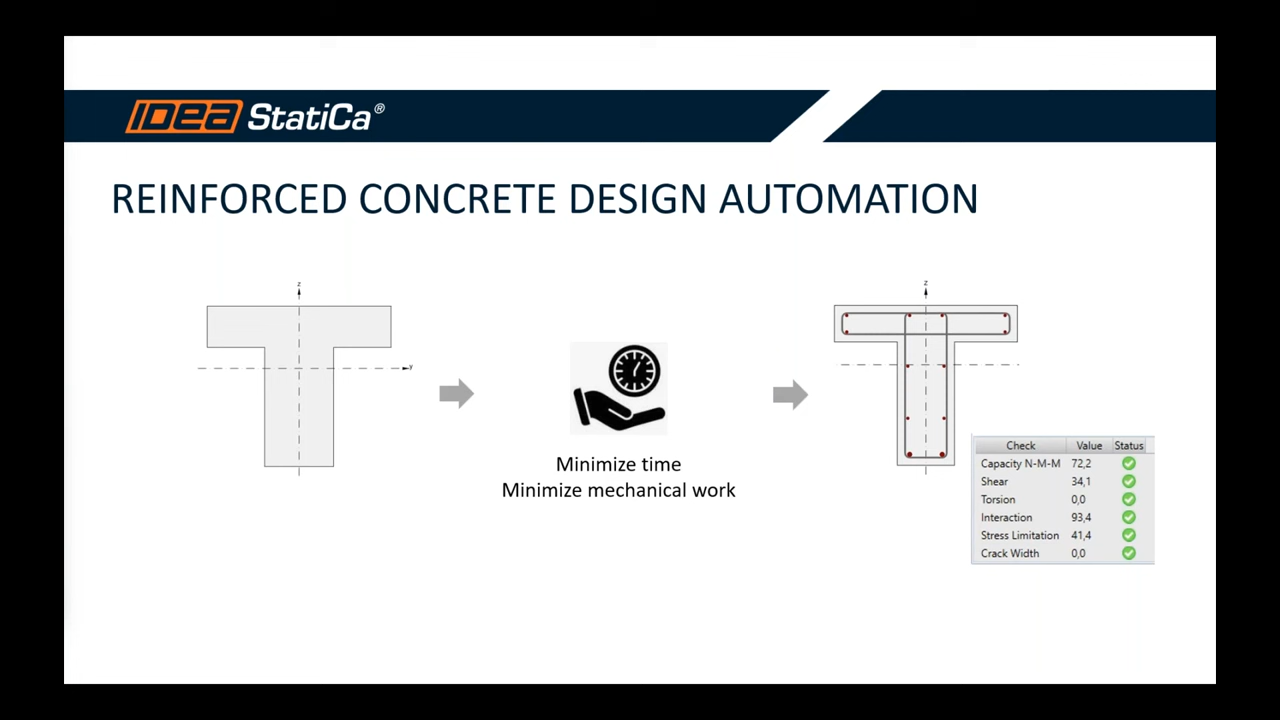 IDEA StatiCa®
REINFORCED CONCRETE DESIGN AUTOMATION
z
y
Minimize time
Minimize mechanical work
z
Check Value Status
Capacity N-M-M 72,2
Shear 34,1
Torsion 0,0
Interaction 93,4
Stress Limitation 41,4
Crack Width 0,0